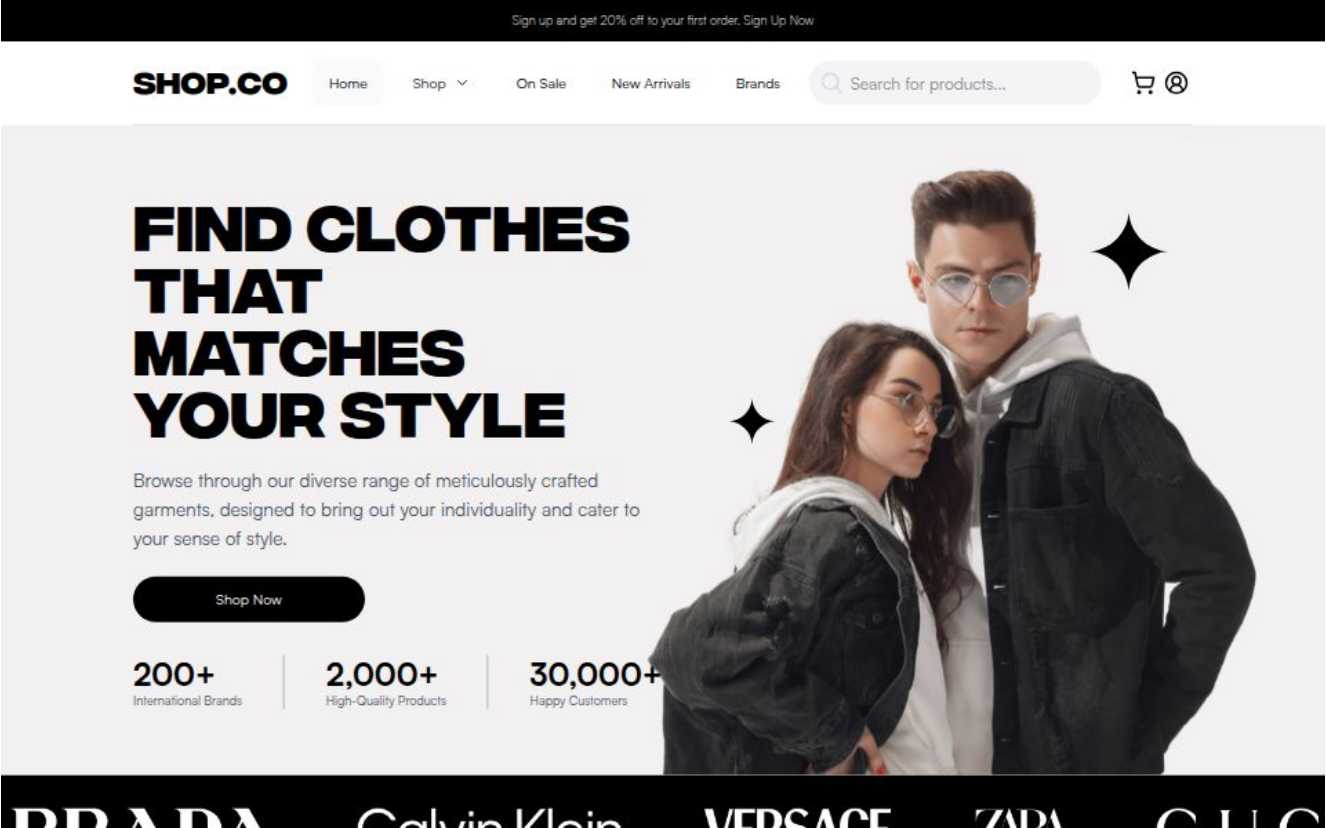 Sign up and get 20% off to your first order. Sign Up Now
SHOP.CO Home Shop On Sale New Arrivals Brands Search for products...
FIND CLOTHES
THAT
MATCHES
YOUR STYLE
Browse through our diverse range of meticulously crafted
garments, designed to bring out your individuality and cater to
your sense of style.
Shop Now
200+ 2,000+ 30,000+
International Brands High-Quality Products Happy Customers
PRADA Calvin Klein VERSACE ZARA GUC